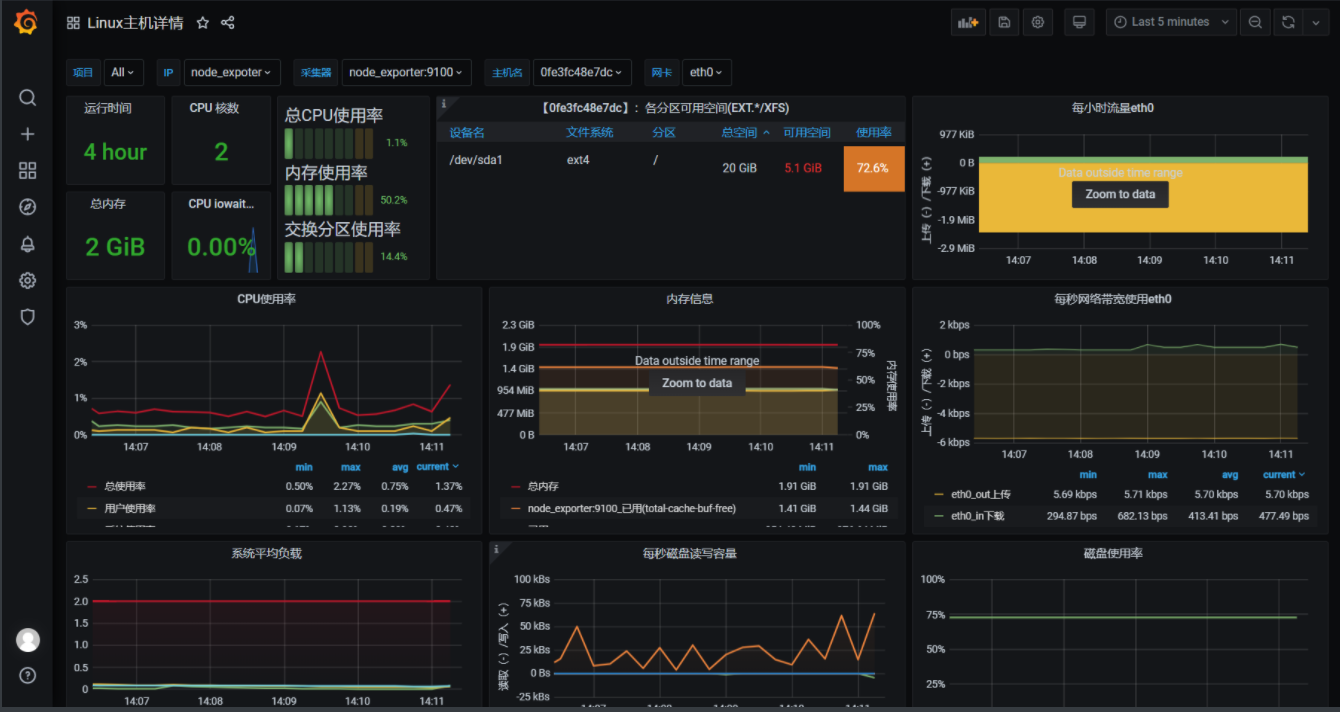 Linux主机详情
Last 5 minutes
项目 All IP node_expoter 采集器 node_exporter:9100 主机名 0fe3fc48e7dc 网卡 eth0
运行时间
4 hour
CPU 核数
2
总内存
2 GiB
CPU iowait...
0.00%
总CPU使用率
1.1%
内存使用率
50.2%
交换分区使用率
14.4%
【0fe3fc48e7dc】：各分区可用空间(EXT.*/XFS)
设备名 文件系统 分区 总空间 可用空间 使用率
/dev/sda1 ext4 / 20 GiB 5.1 GiB 72.6%
每小时流量eth0
上传（-）/下载（+）
977 KiB
0 B
-977 KiB
-1.9 MiB
-2.9 MiB
Data outside time range
Zoom to data
14:07 14:08 14:09 14:10 14:11
CPU使用率
3%
2%
1%
0%
14:07 14:08 14:09 14:10 14:11
min max avg current
总使用率 0.50% 2.27% 0.75% 1.37%
用户使用率 0.07% 1.13% 0.19% 0.47%
内存信息
2.3 GiB
1.9 GiB
1.4 GiB
954 MiB
477 MiB
0 B
Data outside time range
Zoom to data
100%
75%
50%
25%
0%
内存使用率
14:07 14:08 14:09 14:10 14:11
min max
总内存 1.91 GiB 1.91 GiB
node_exporter:9100_已用(total-cache-buf-free) 1.41 GiB 1.44 GiB
每秒网络带宽使用eth0
上传（-）/下载（+）
2 kbps
0 bps
-2 kbps
-4 kbps
-6 kbps
14:07 14:08 14:09 14:10 14:11
min max avg current
eth0_out上传 5.69 kbps 5.71 kbps 5.70 kbps 5.70 kbps
eth0_in下载 294.87 bps 682.13 bps 413.41 bps 477.49 bps
系统平均负载
2.5
2.0
1.5
1.0
0.5
0
14:07 14:08 14:09 14:10 14:11
每秒磁盘读写容量
读取（-）/写入（+）
100 kBs
75 kBs
50 kBs
25 kBs
0 Bs
-25 kBs
14:07 14:08 14:09 14:10 14:11
磁盘使用率
100%
75%
50%
25%